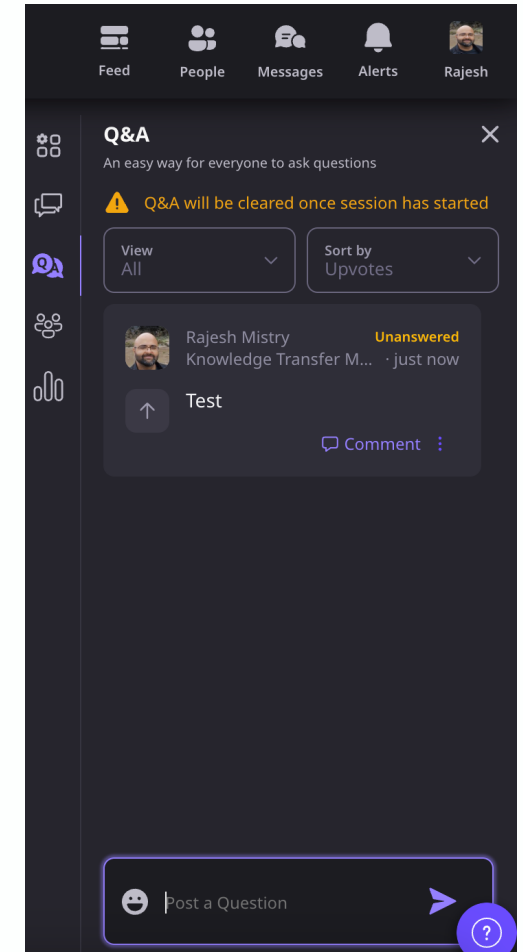 Feed People Messages Alerts Rajesh
Q&A
An easy way for everyone to ask questions
Q&A will be cleared once session has started
View
All
Sort by
Upvotes
Rajesh Mistry Unanswered
Knowledge Transfer M... · just now
Test
Comment
Post a Question
?
QA